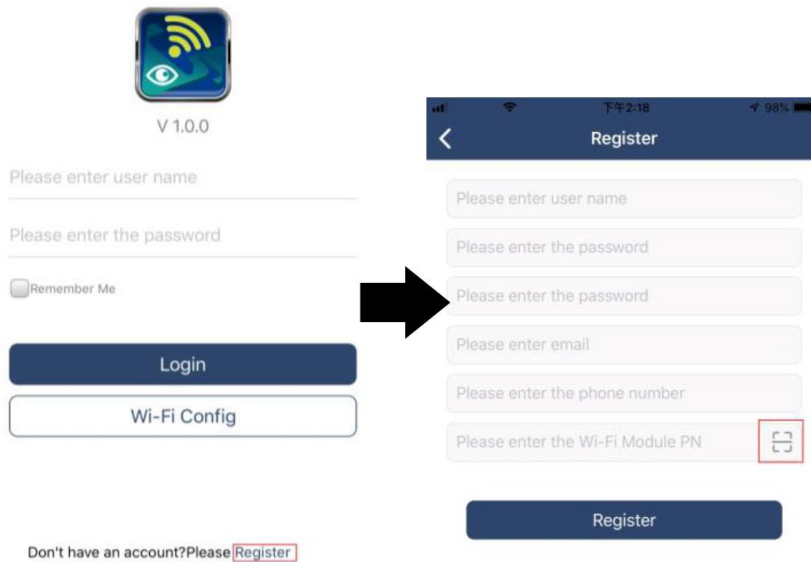 V 1.0.0
Please enter user name
Please enter the password
Remember Me
Login
Wi-Fi Config
Don't have an account?Please Register
下午2:18
98%
Register
Please enter user name
Please enter the password
Please enter the password
Please enter email
Please enter the phone number
Please enter the Wi-Fi Module PN
Register